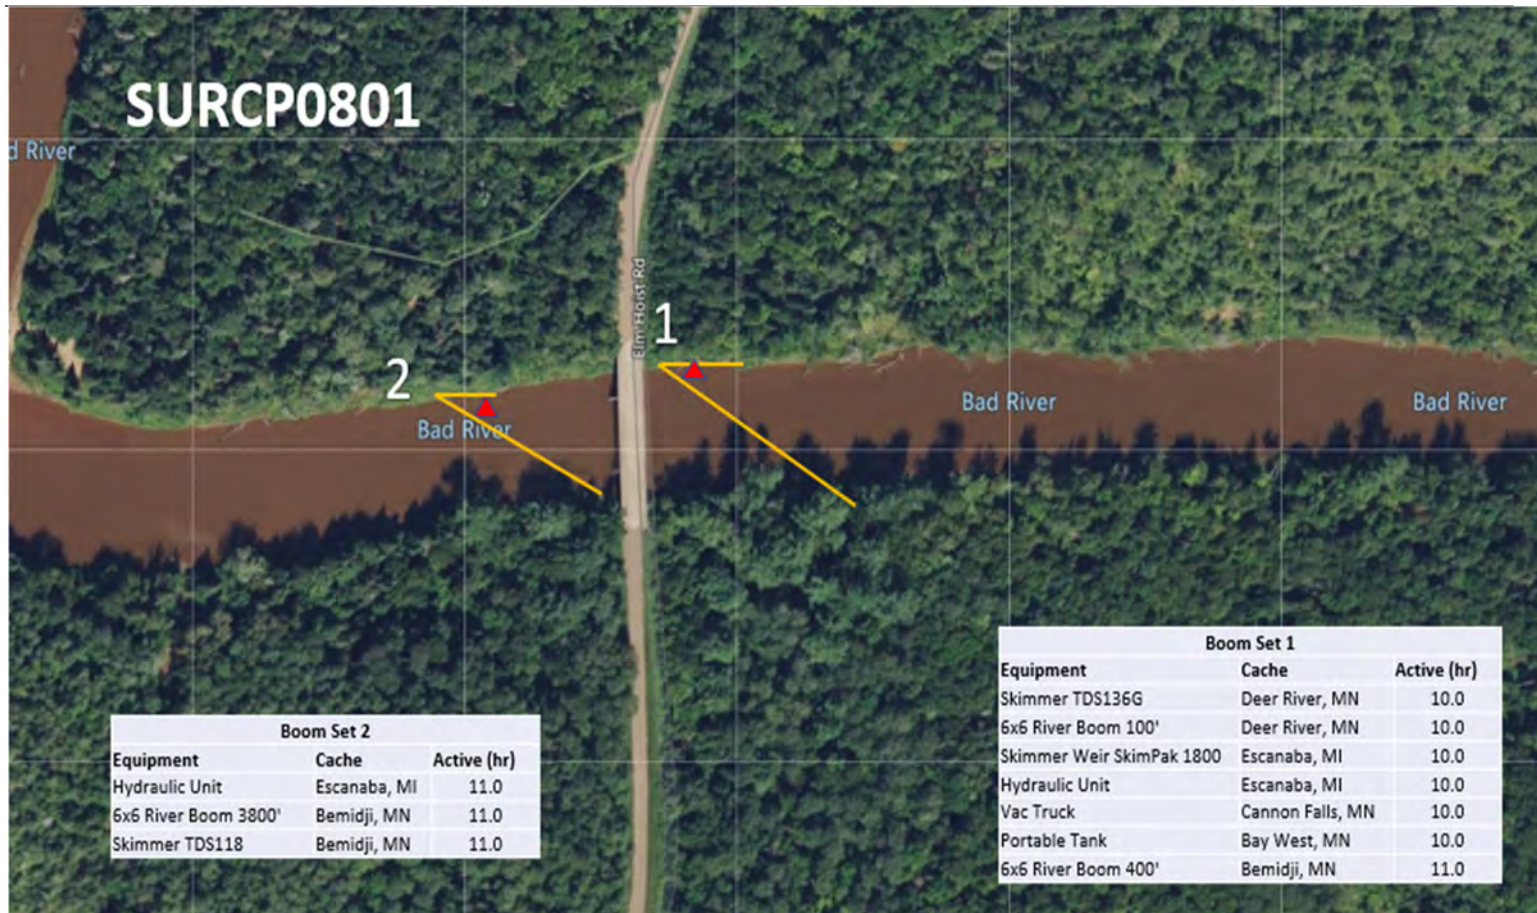 SURCP0801
d River
Elm Hoist Rd
1
2
Bad River
Bad River
Bad River
Boom Set 1
Equipment Cache Active (hr)
Skimmer TDS136G Deer River, MN 10.0
6x6 River Boom 100' Deer River, MN 10.0
Skimmer Weir SkimPak 1800 Escanaba, MI 10.0
Hydraulic Unit Escanaba, MI 10.0
Vac Truck Cannon Falls, MN 10.0
Portable Tank Bay West, MN 10.0
6x6 River Boom 400' Bemidji, MN 11.0
Boom Set 2
Equipment Cache Active (hr)
Hydraulic Unit Escanaba, MI 11.0
6x6 River Boom 3800' Bemidji, MN 11.0
Skimmer TDS118 Bemidji, MN 11.0